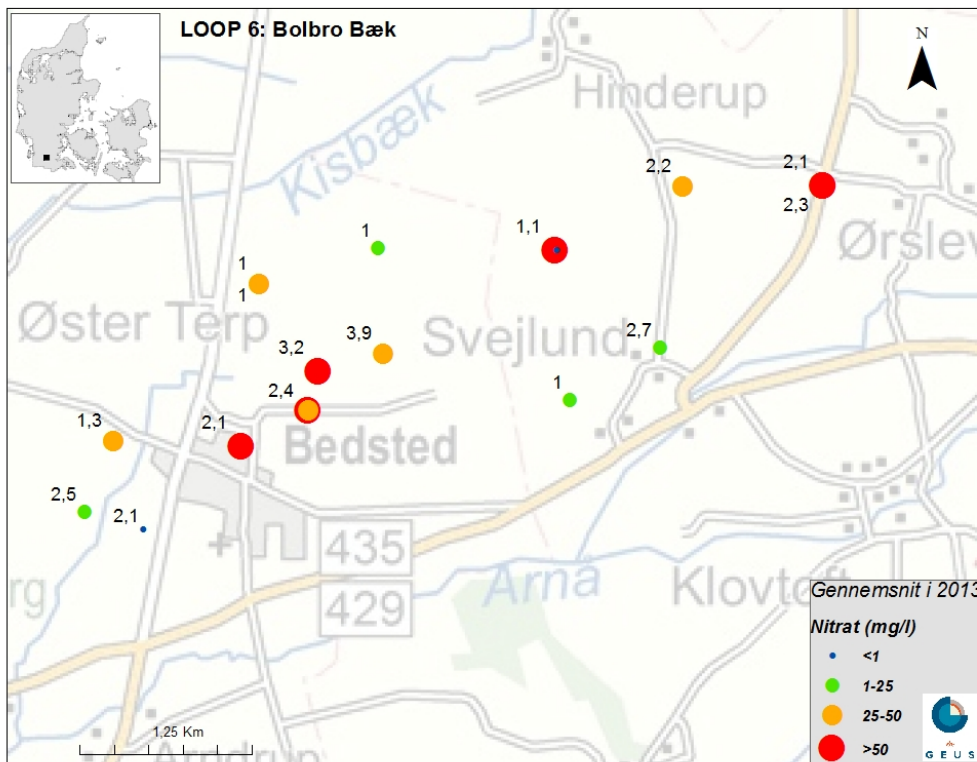 LOOP 6: Bolbro Bæk
N
Hinderup
Kisbæk
2,2
2,1
2,3
Ørslev
1
1,1
1
1
Øster Terp
3,9
3,2
Svejlund
2,7
2,4
1
1,3
2,1
Bedsted
2,5
2,1
435
Arnå
Klovtoft
rg
429
Gennemsnit i 2013
Nitrat (mg/l)
<1
1-25
25-50
>50
1,25 Km
GEUS